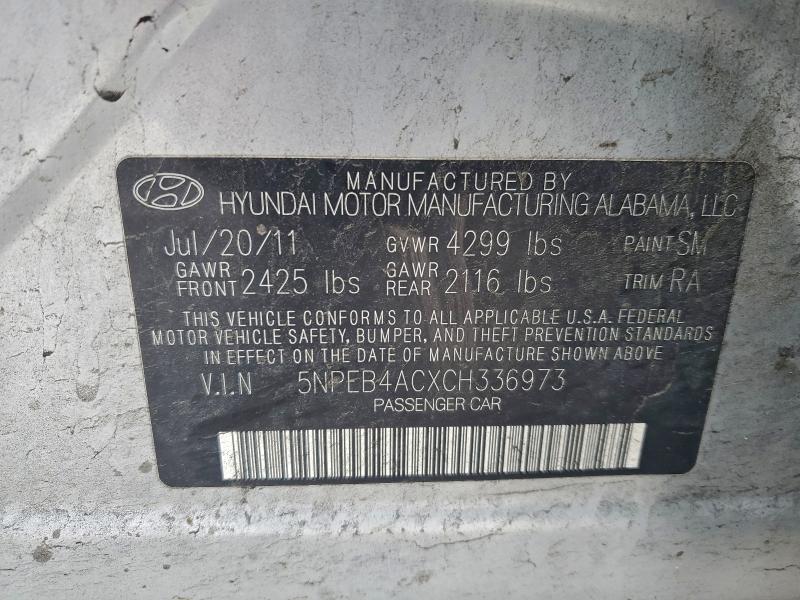 MANUFACTURED BY
HYUNDAI MOTOR MANUFACTURING ALABAMA, LLC
Jul/20/11 GVWR 4299 lbs PAINT SM
GAWR FRONT 2425 lbs GAWR REAR 2116 lbs TRIM RA
THIS VEHICLE CONFORMS TO ALL APPLICABLE U.S.A. FEDERAL
MOTOR VEHICLE SAFETY, BUMPER, AND THEFT PREVENTION STANDARDS
IN EFFECT ON THE DATE OF MANUFACTURE SHOWN ABOVE.
V.I.N 5NPEB4ACXCH336973
PASSENGER CAR